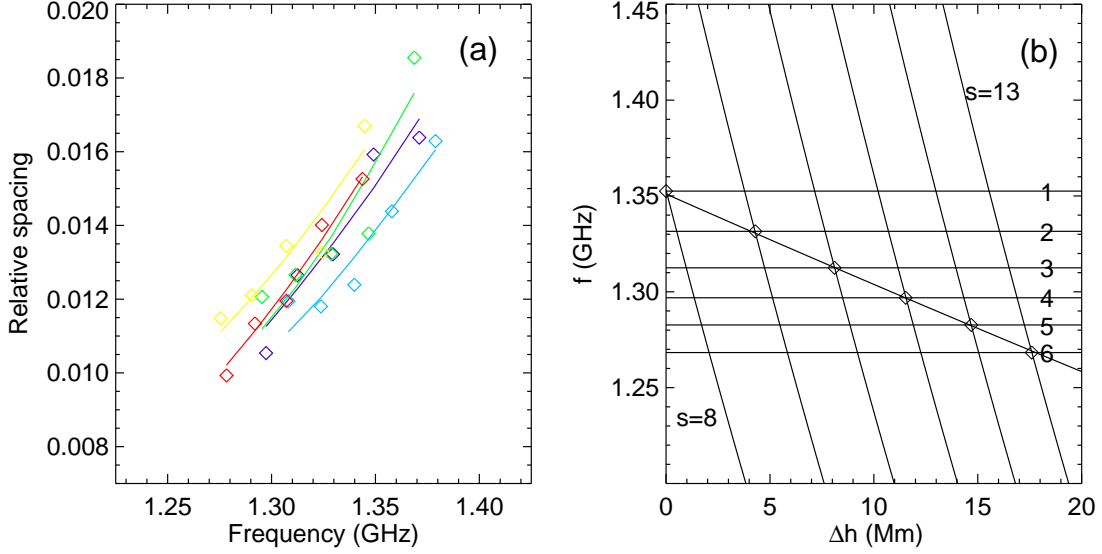 (a)
0.020
0.018
0.016
0.014
0.012
0.010
0.008
Relative spacing
1.25 1.30 1.35 1.40
Frequency (GHz)
(b)
1.45
1.40
1.35
1.30
1.25
f (GHz)
s=13
1
2
3
4
5
6
s=8
0 5 10 15 20
Δh (Mm)